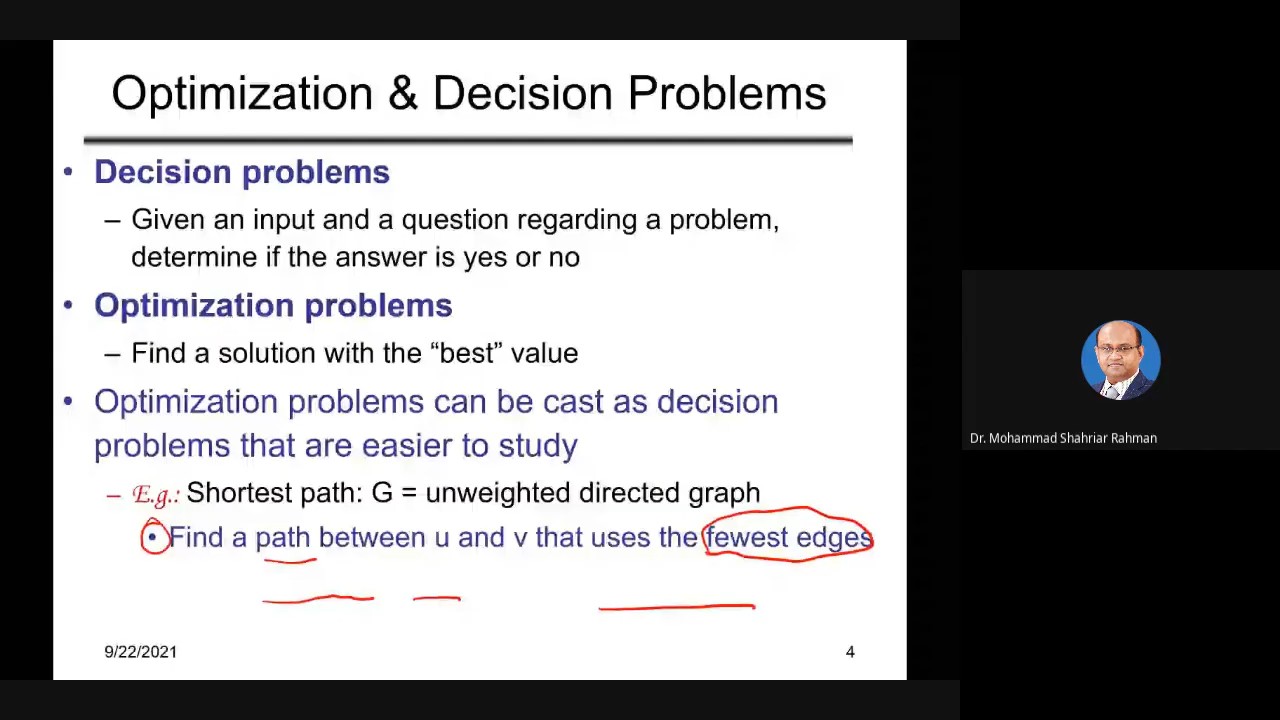 Optimization & Decision Problems
• Decision problems
– Given an input and a question regarding a problem,
determine if the answer is yes or no
• Optimization problems
– Find a solution with the “best” value
• Optimization problems can be cast as decision
problems that are easier to study
– E.g.: Shortest path: G = unweighted directed graph
• Find a path between u and v that uses the fewest edges
9/22/2021
4
Dr. Mohammad Shahriar Rahman